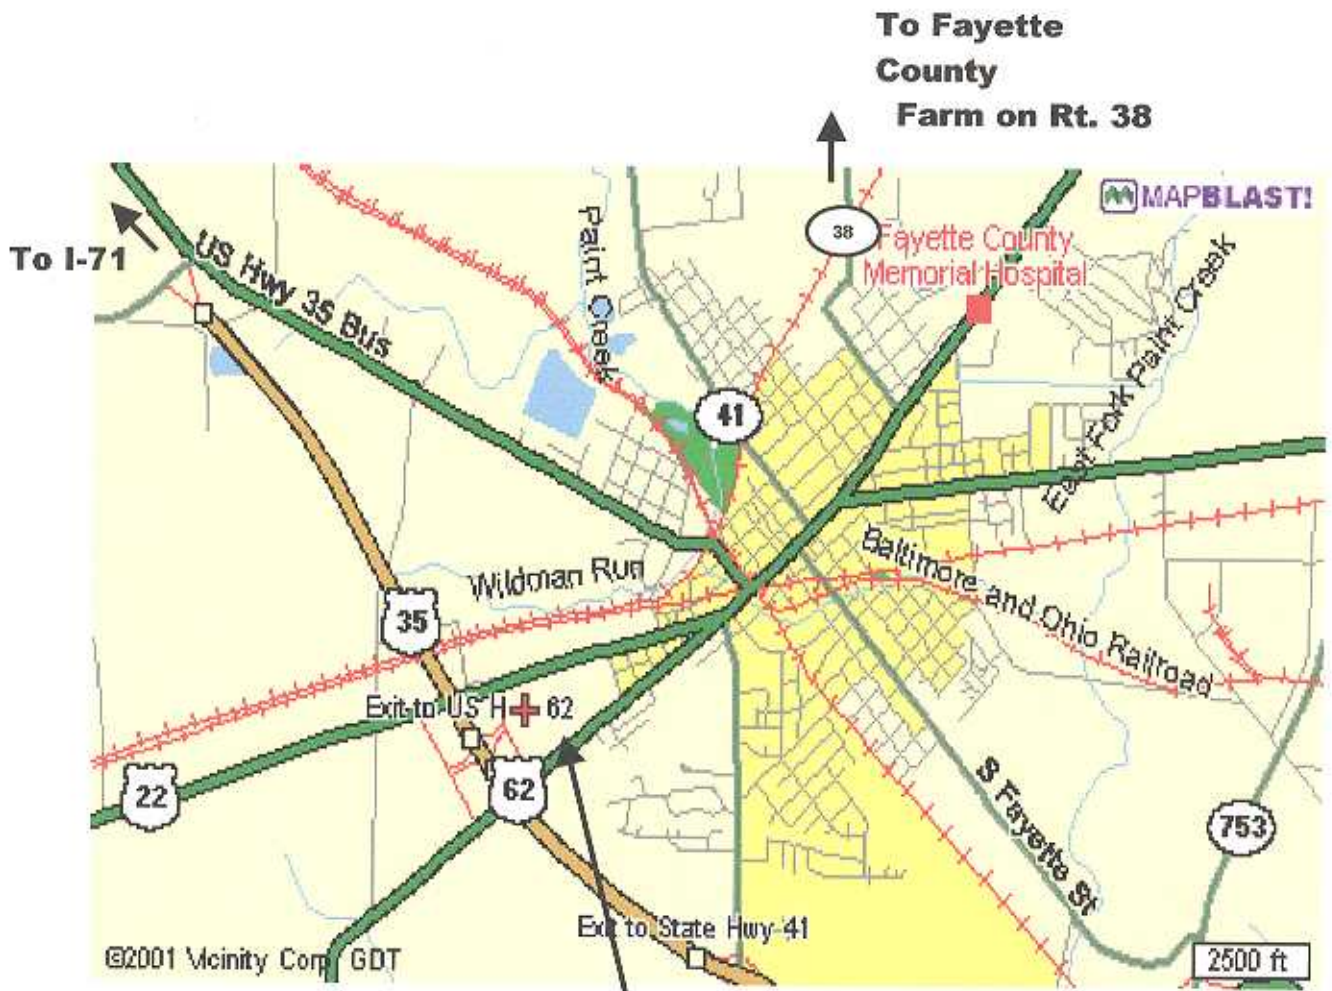 To Fayette
County
Farm on Rt. 38
MAPBLAST!
38
Fayette County
Memorial Hospital
To I-71
US Hwy 35 Bus
Paint Creek
East Fork Paint Creek
41
Baltimore and Ohio Railroad
Wildman Run
35
Exit to US H 62
22
62
S Fayette St
753
Exit to State Hwy 41
©2001 Vicinity Corp GDT
2500 ft